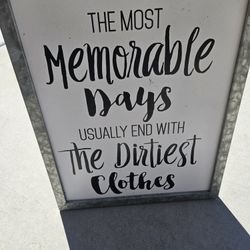 THE MOST
Memorable
Days
USUALLY END WITH
The Dirtiest
Clothes